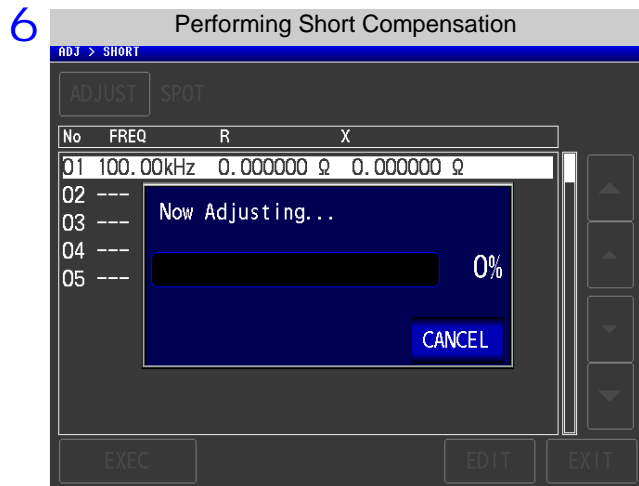 6 Performing Short Compensation
ADJ > SHORT
ADJUST SPOT
No FREQ R X
01 100.00kHz 0.000000 Ω 0.000000 Ω
02 ---
03 ---
04 ---
05 ---
Now Adjusting...
0%
CANCEL
EXEC EDIT EXIT